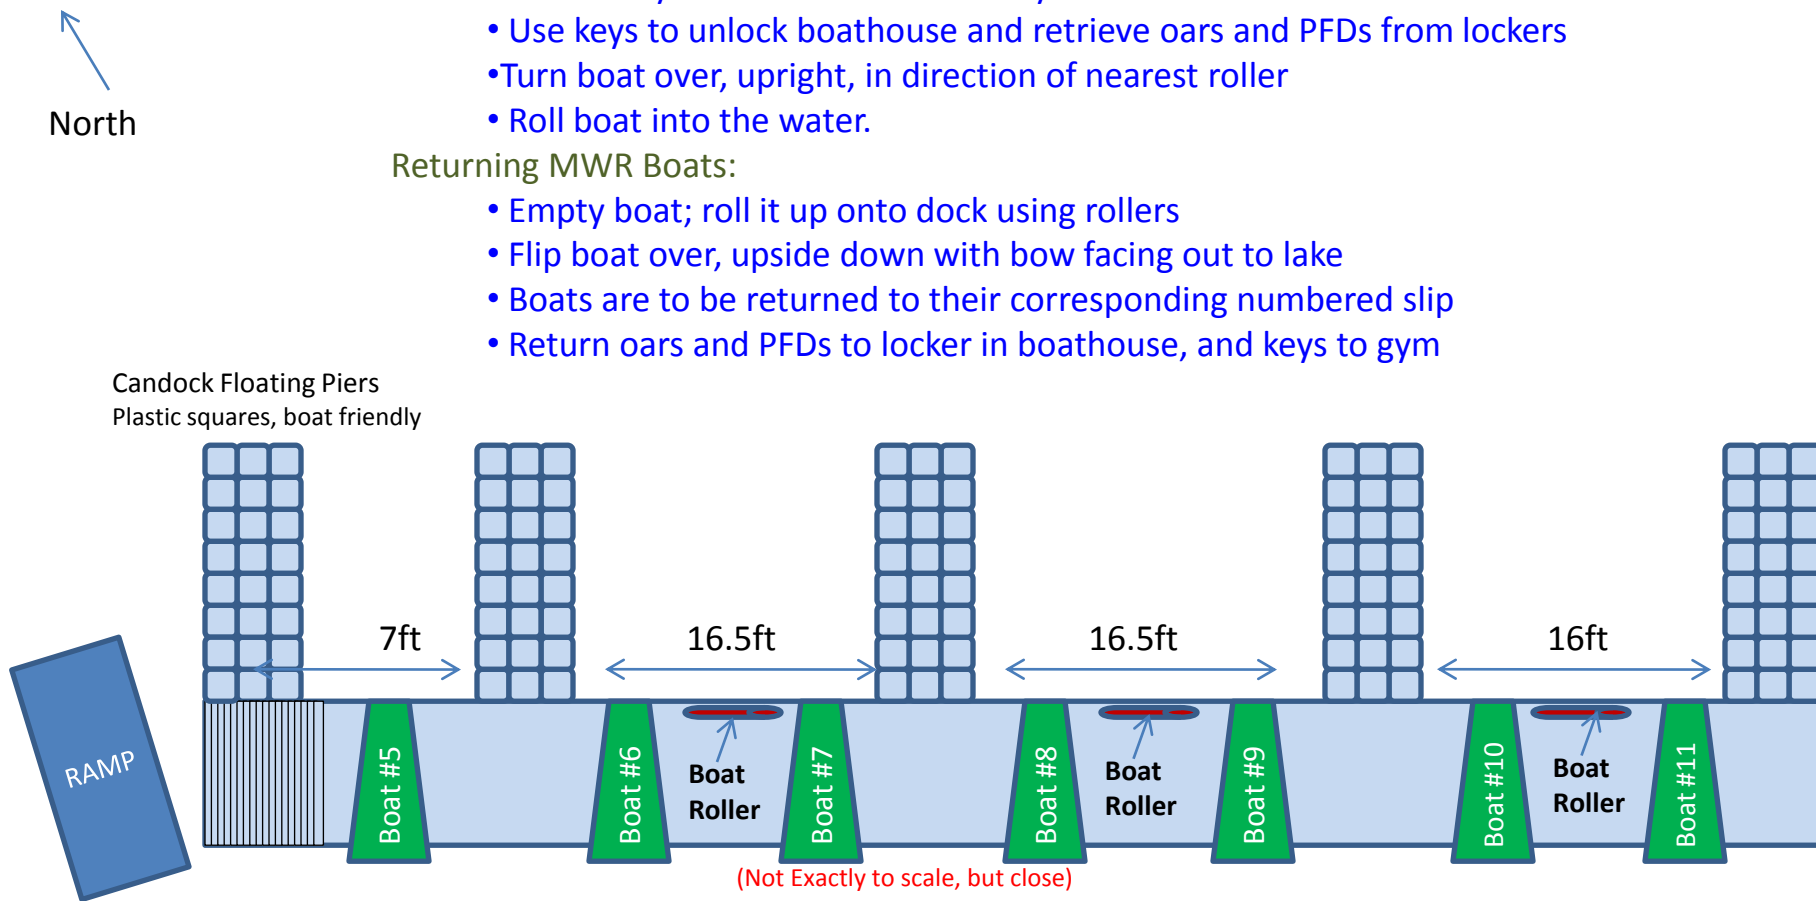 • Use keys to unlock boathouse and retrieve oars and PFDs from lockers
•Turn boat over, upright, in direction of nearest roller
North
• Roll boat into the water.
Returning MWR Boats:
• Empty boat; roll it up onto dock using rollers
• Flip boat over, upside down with bow facing out to lake
• Boats are to be returned to their corresponding numbered slip
• Return oars and PFDs to locker in boathouse, and keys to gym
Candock Floating Piers
Plastic squares, boat friendly
7ft
16.5ft
16.5ft
16ft
RAMP
Boat #5
Boat #6
Boat
Roller
Boat #7
Boat #8
Boat
Roller
Boat #9
Boat #10
Boat
Roller
Boat #11
(Not Exactly to scale, but close)